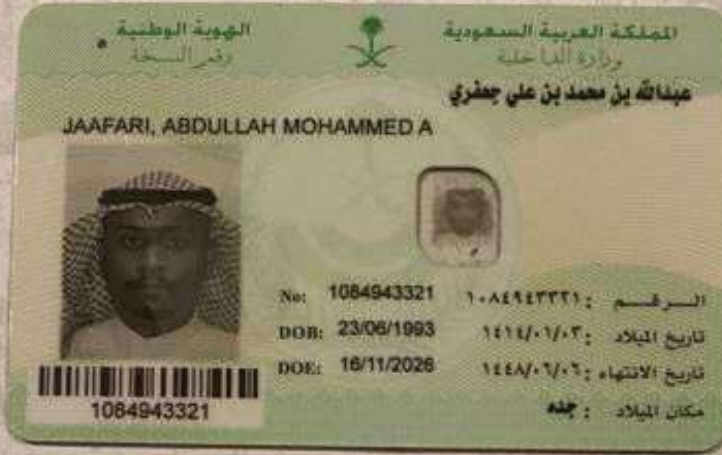 المملكة العربية السعودية
وزارة الداخلية
الهوية الوطنية
رقم النسخة
عبدالله بن محمد بن علي جعفري
JAAFARI, ABDULLAH MOHAMMED A
No: 1084943321 الرقم : ١٠٨٤٩٤٣٣٢١
DOB: 23/06/1993 تاريخ الميلاد : ١٤١٤/٠١/٠٣
DOE: 16/11/2026 تاريخ الانتهاء : ١٤٤٨/٠٦/٠٦
مكان الميلاد : جده
1084943321